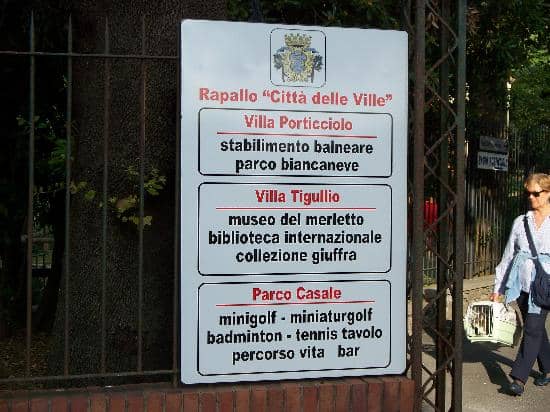 Rapallo "Città delle Ville"
Villa Porticciolo
stabilimento balneare
parco biancaneve
Villa Tigullio
museo del merletto
biblioteca internazionale
collezione giuffra
Parco Casale
minigolf - miniaturgolf
badminton - tennis tavolo
percorso vita bar